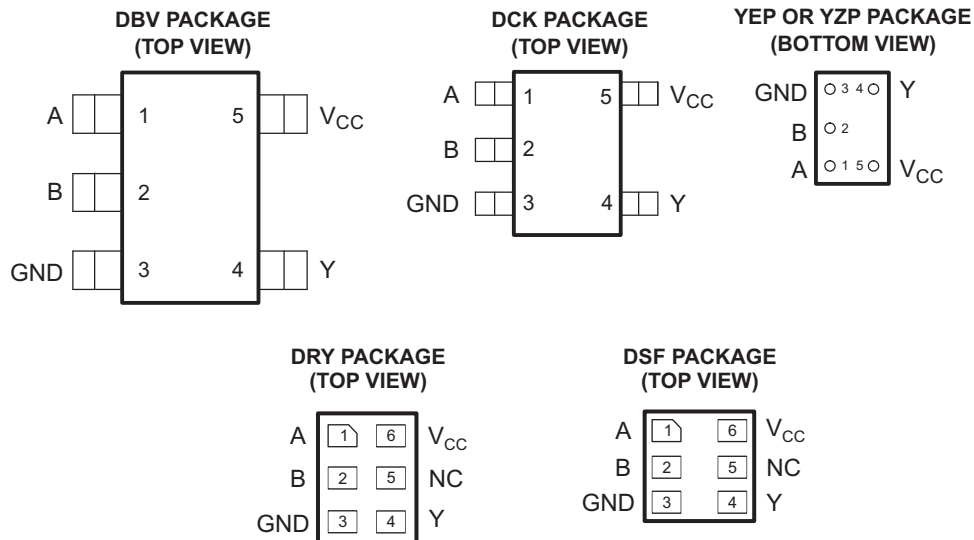 DBV PACKAGE
(TOP VIEW)
A 1 5 VCC
B 2
GND 3 4 Y
DCK PACKAGE
(TOP VIEW)
A 1 5 VCC
B 2
GND 3 4 Y
YEP OR YZP PACKAGE
(BOTTOM VIEW)
GND 3 4 Y
B 2
A 1 5 VCC
DRY PACKAGE
(TOP VIEW)
A 1 6 VCC
B 2 5 NC
GND 3 4 Y
DSF PACKAGE
(TOP VIEW)
A 1 6 VCC
B 2 5 NC
GND 3 4 Y